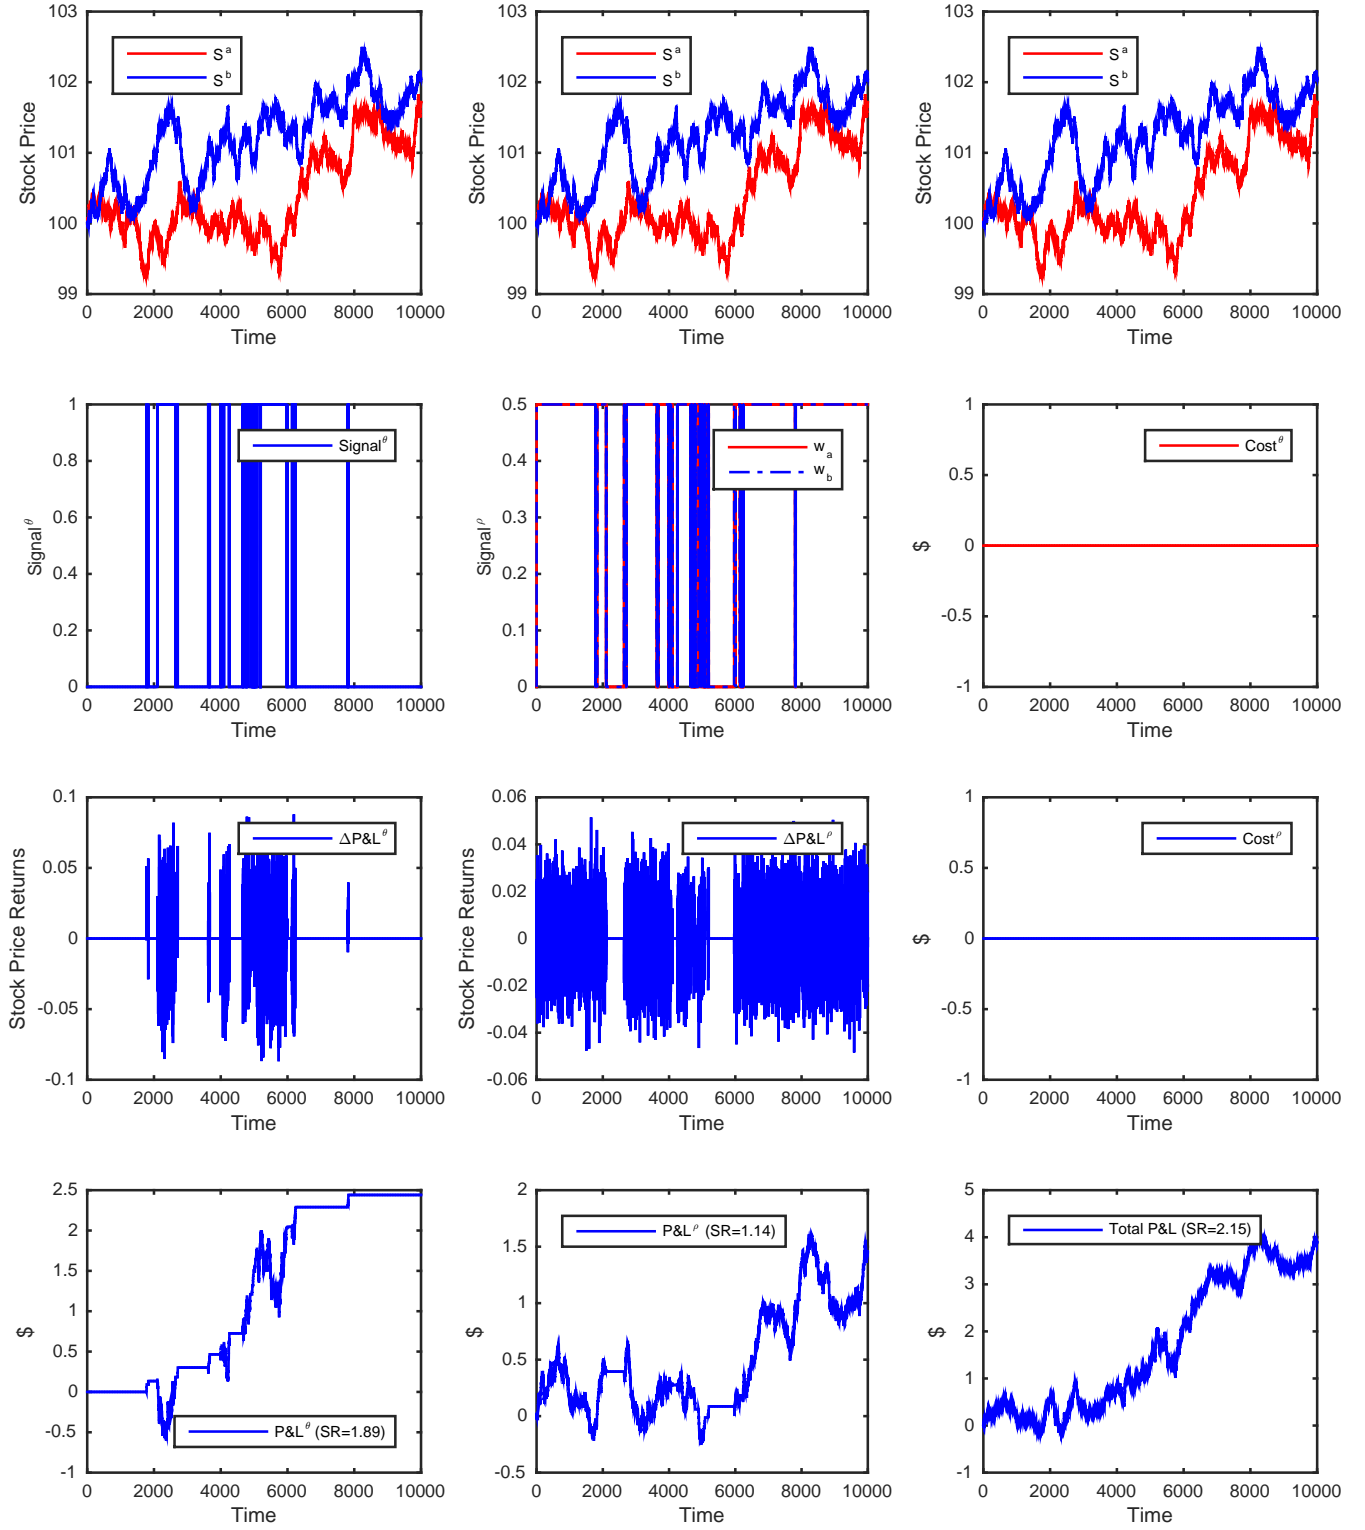 103
102
101
100
99
Stock Price
S^a
S^b
0 2000 4000 6000 8000 10000
Time
103
102
101
100
99
Stock Price
S^a
S^b
0 2000 4000 6000 8000 10000
Time
103
102
101
100
99
Stock Price
S^a
S^b
0 2000 4000 6000 8000 10000
Time
1
0.8
0.6
0.4
0.2
0
Signal^θ
Signal^θ
0 2000 4000 6000 8000 10000
Time
0.5
0.4
0.3
0.2
0.1
0
Signal^ρ
w_a
w_b
0 2000 4000 6000 8000 10000
Time
1
0.5
0
-0.5
-1
$
Cost^θ
0 2000 4000 6000 8000 10000
Time
0.1
0.05
0
-0.05
-0.1
Stock Price Returns
ΔP&L^θ
0 2000 4000 6000 8000 10000
Time
0.06
0.04
0.02
0
-0.02
-0.04
-0.06
Stock Price Returns
ΔP&L^ρ
0 2000 4000 6000 8000 10000
Time
1
0.5
0
-0.5
-1
$
Cost^ρ
0 2000 4000 6000 8000 10000
Time
2.5
2
1.5
1
0.5
0
-0.5
-1
$
P&L^θ (SR=1.89)
0 2000 4000 6000 8000 10000
Time
2
1.5
1
0.5
0
-0.5
$
P&L^ρ (SR=1.14)
0 2000 4000 6000 8000 10000
Time
5
4
3
2
1
0
-1
$
Total P&L (SR=2.15)
0 2000 4000 6000 8000 10000
Time